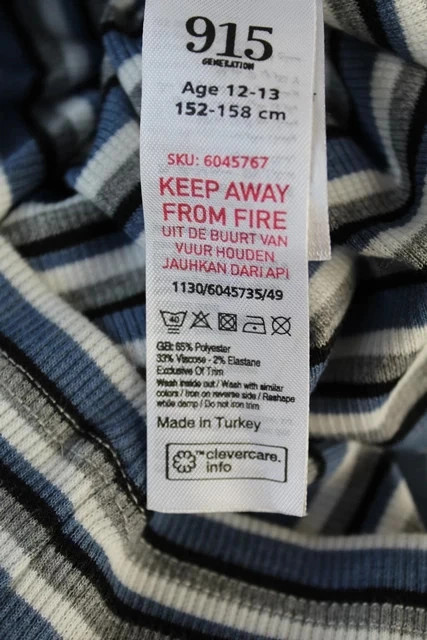 915
GENERATION
Age 12-13
152-158 cm
SKU: 6045767
KEEP AWAY
FROM FIRE
UIT DE BUURT VAN
VUUR HOUDEN
JAUHKAN DARI API
1130/6045735/49
40
GB: 65% Polyester
33% Viscose - 2% Elastane
Exclusive Of Trim
Wash inside out / Wash with similar
colors / Iron on reverse side / Reshape
while damp / Do not iron trim
Made in Turkey
™ clevercare.
info